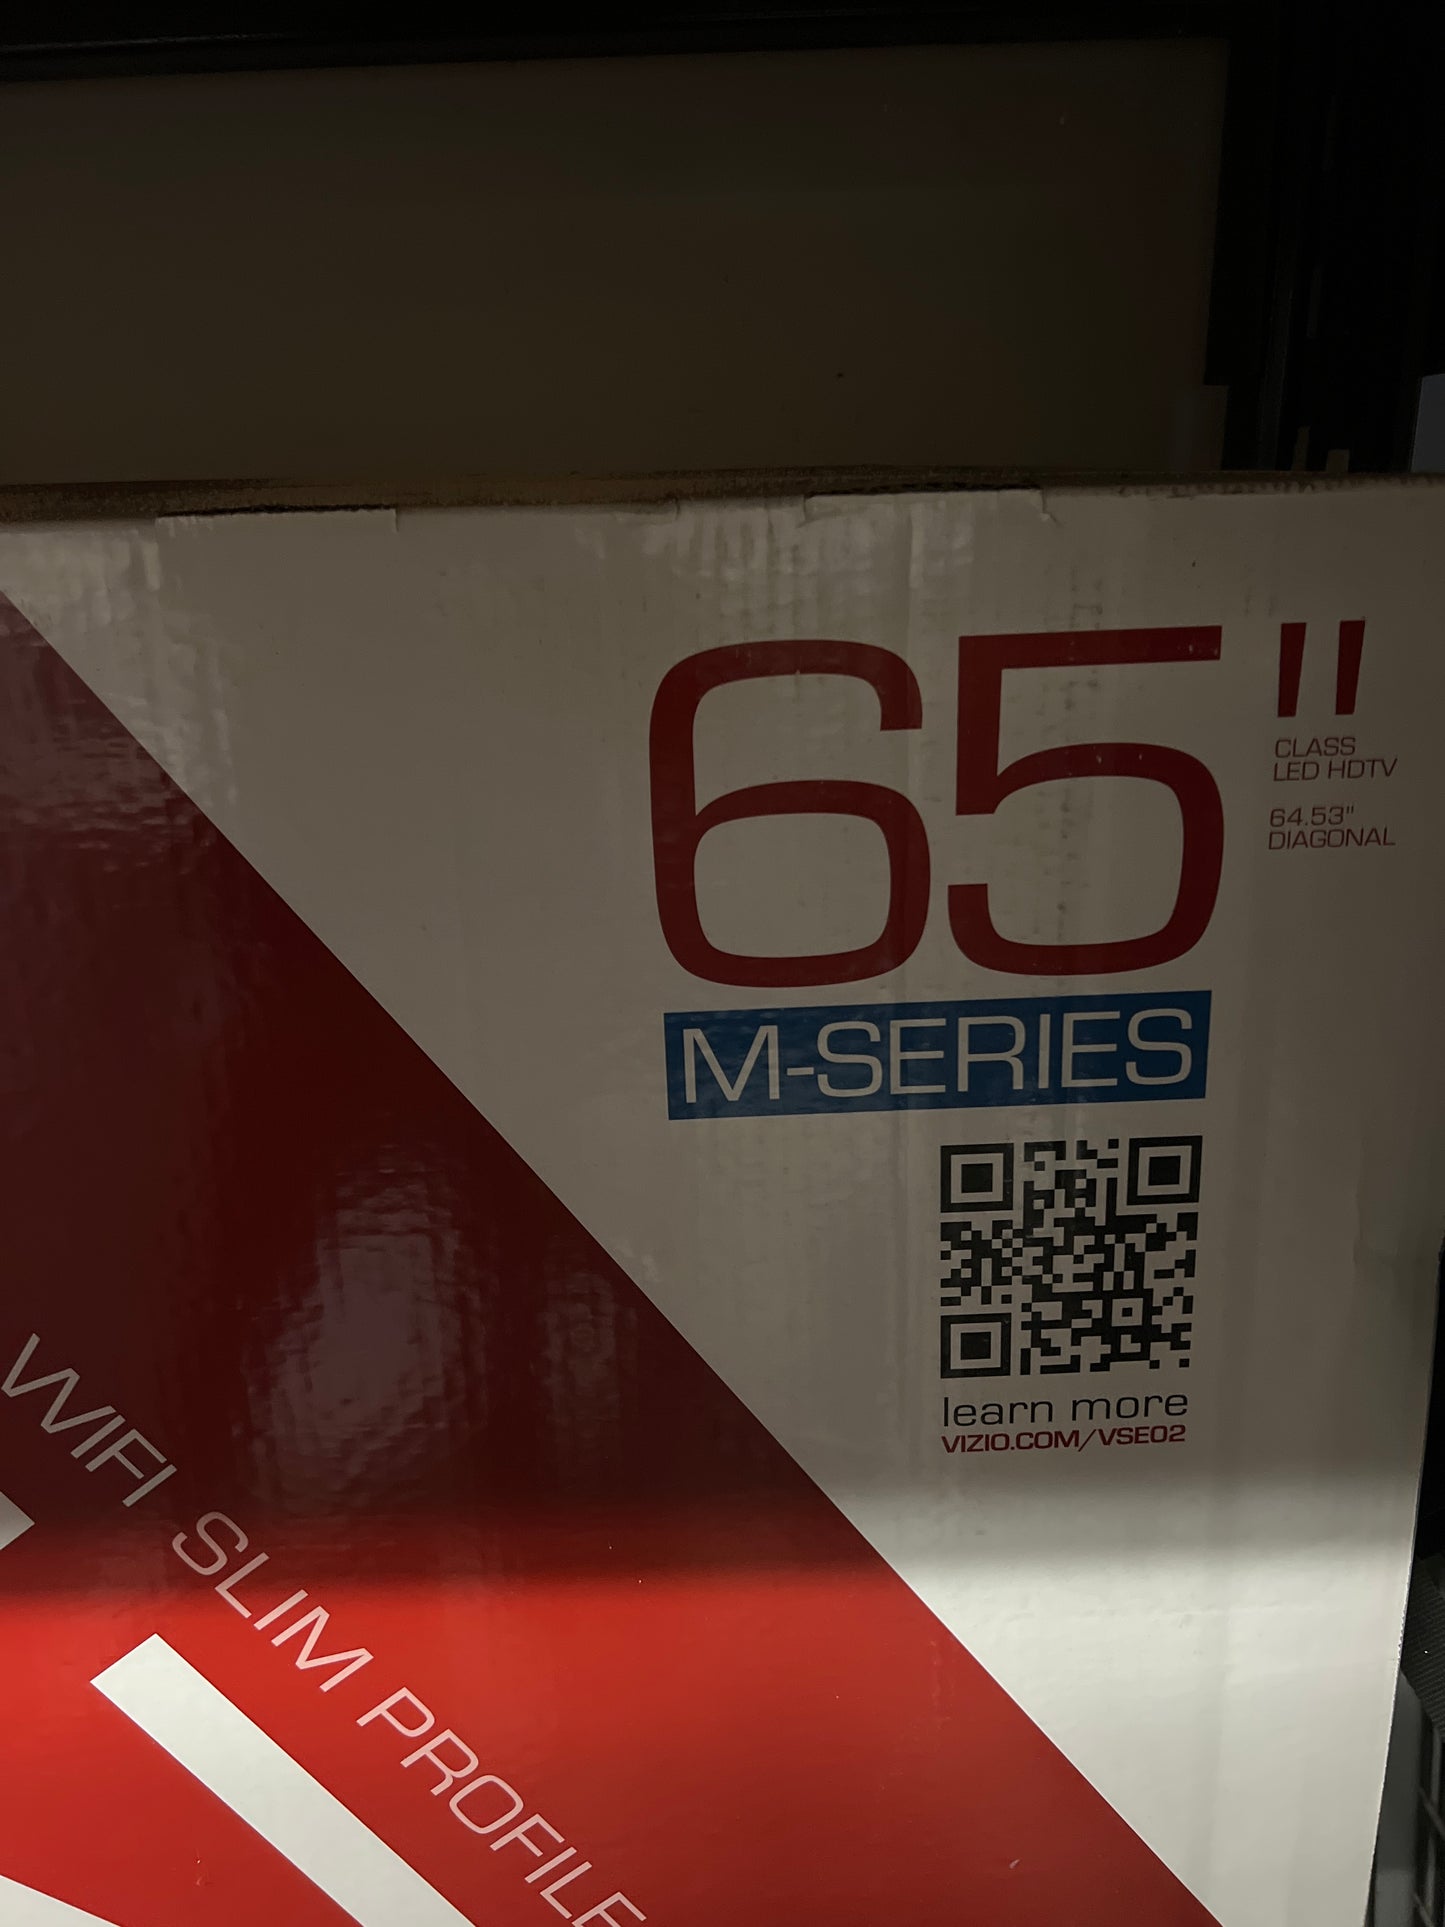 65"
CLASS
LED HDTV
64.53"
DIAGONAL
M-SERIES
learn more
VIZIO.COM/VSE02
WIFI SLIM PROFILE